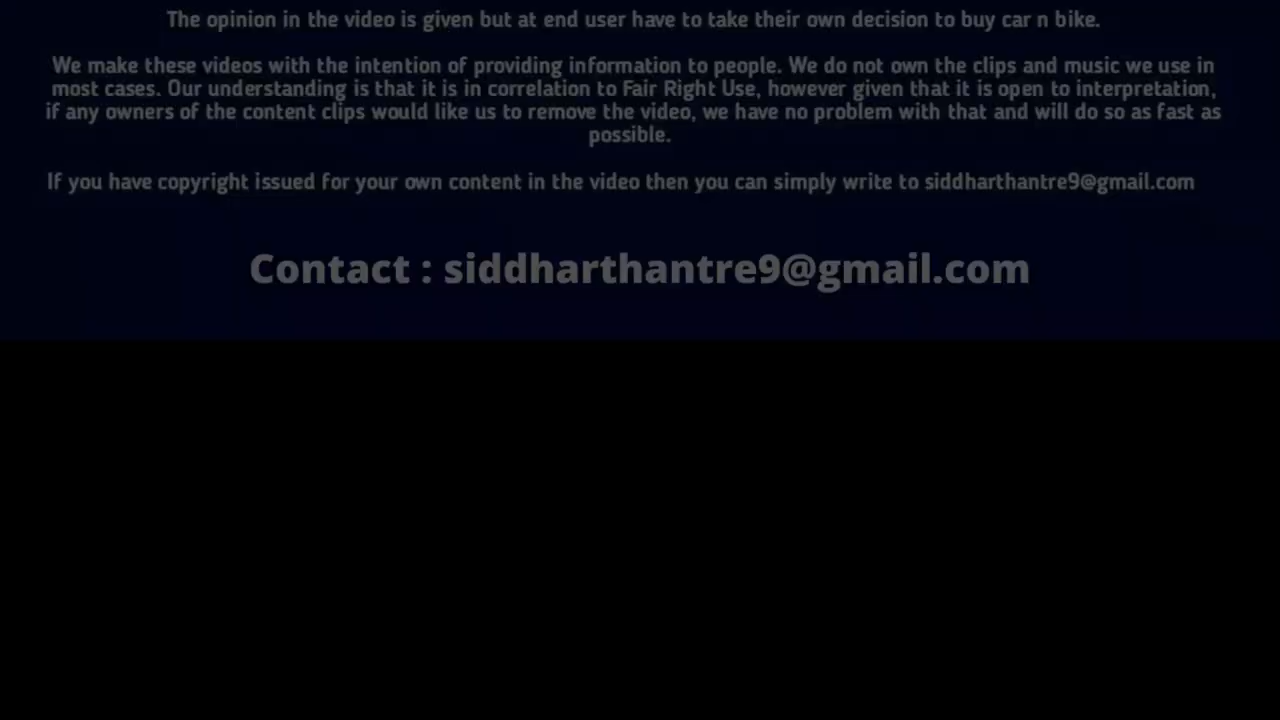 The opinion in the video is given but at end user have to take their own decision to buy car n bike.
We make these videos with the intention of providing information to people. We do not own the clips and music we use in
most cases. Our understanding is that it is in correlation to Fair Right Use, however given that it is open to interpretation,
if any owners of the content clips would like us to remove the video, we have no problem with that and will do so as fast as
possible.
If you have copyright issued for your own content in the video then you can simply write to siddharthantre9@gmail.com
Contact : siddharthantre9@gmail.com